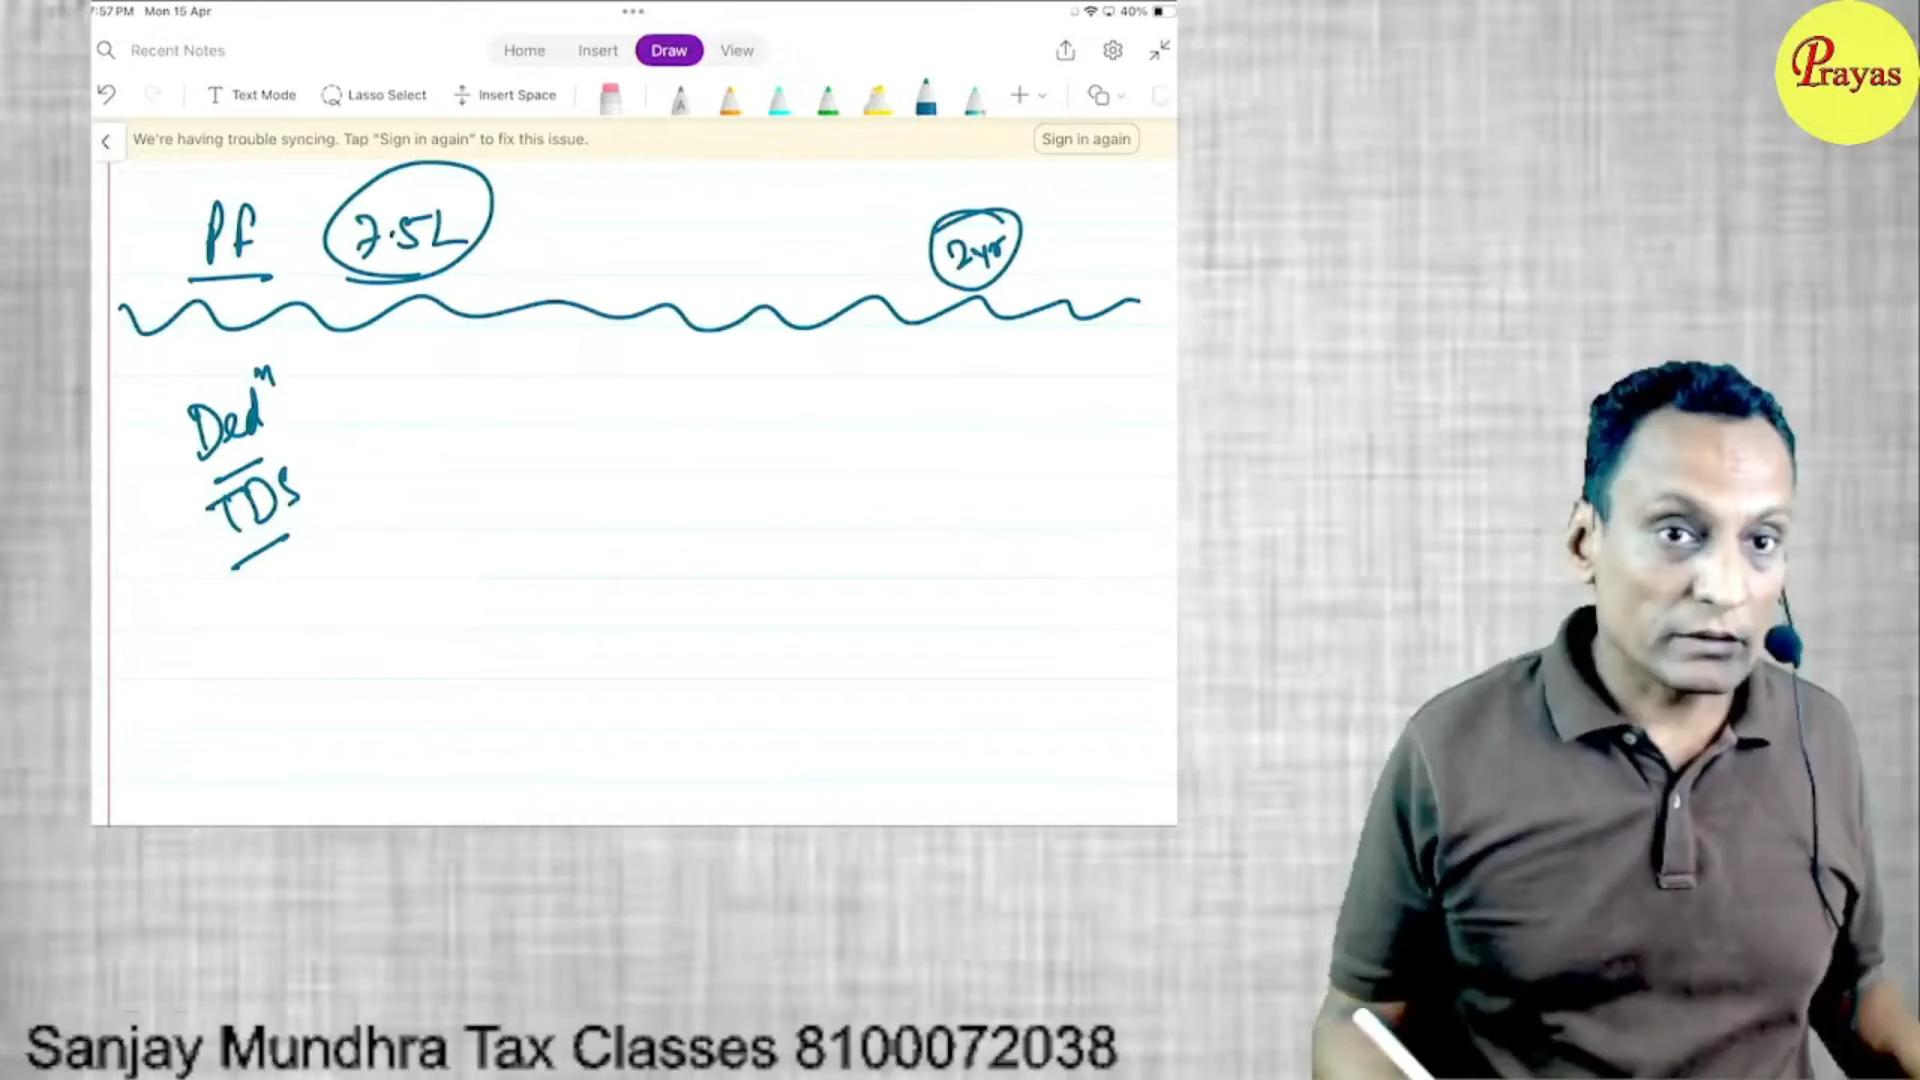 7:57 PM Mon 15 Apr
40%
Prayas
Recent Notes
Home Insert Draw View
Text Mode Lasso Select Insert Space
We're having trouble syncing. Tap "Sign in again" to fix this issue.
Sign in again
Pf 7.5L 2yr
Dedn
TDS
Sanjay Mundhra Tax Classes 8100072038